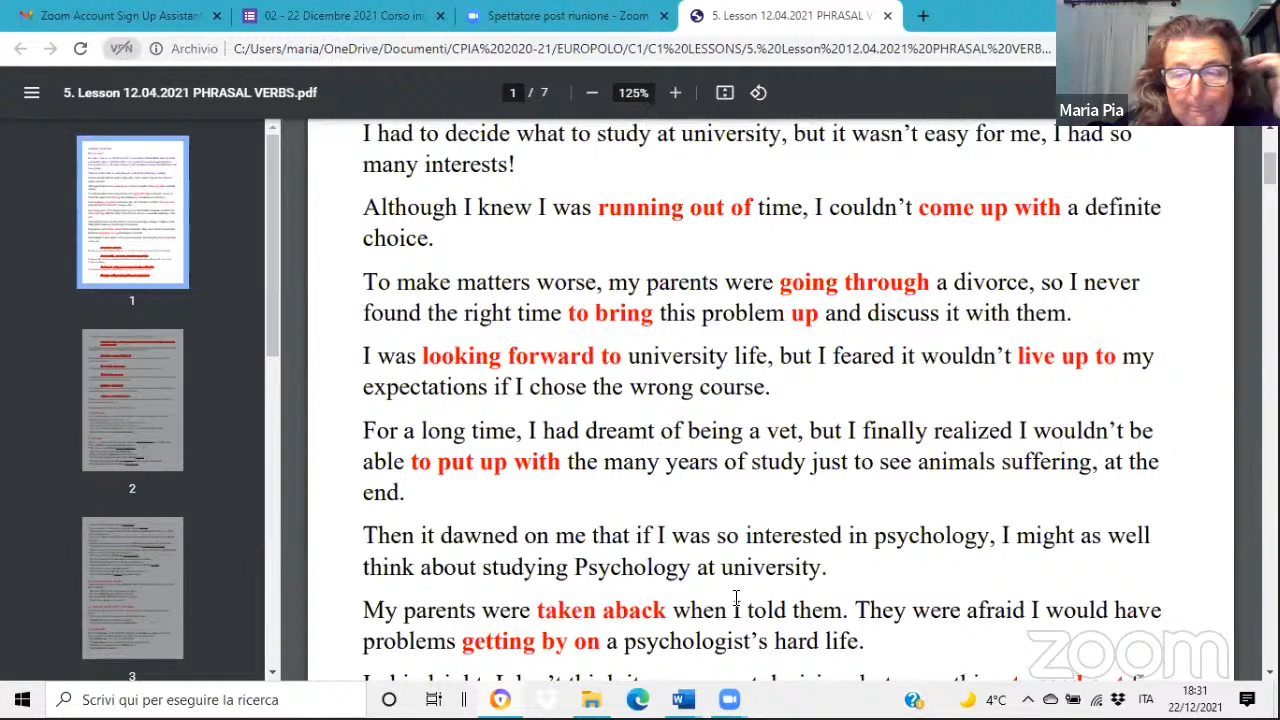 Zoom Account Sign Up Assistant
02 - 22 Dicembre 2021 Corso in
Spettatore post riunione - Zoom
5. Lesson 12.04.2021 PHRASAL VE
VPN
Archivio
C:/Users/maria/OneDrive/Documenti/CPIA%202020-21/EUROPOLO/C1/C1%20LESSONS/5.%20Lesson%2012.04.2021%20PHRASAL%20VERB...
Maria Pia
5. Lesson 12.04.2021 PHRASAL VERBS.pdf
1 / 7
125%
I had to decide what to study at university, but it wasn't easy for me, I had so
many interests!
Although I knew I was running out of time, I couldn't come up with a definite
choice.
To make matters worse, my parents were going through a divorce, so I never
found the right time to bring this problem up and discuss it with them.
I was looking forward to university life, but I feared it wouldn't live up to my
expectations if I chose the wrong course.
For a long time, I had dreamt of being a vet but I finally realized I wouldn't be
able to put up with the many years of study just to see animals suffering, at the
end.
Then it dawned on me that if I was so interested in psychology, I might as well
think about studying Psychology at university.
My parents were taken aback when I told them. They were afraid I would have
problems getting by on a psychologist's hard life.
1
2
3
zoom
Scrivi qui per eseguire la ricerca
4°C
ITA
18:31
22/12/2021